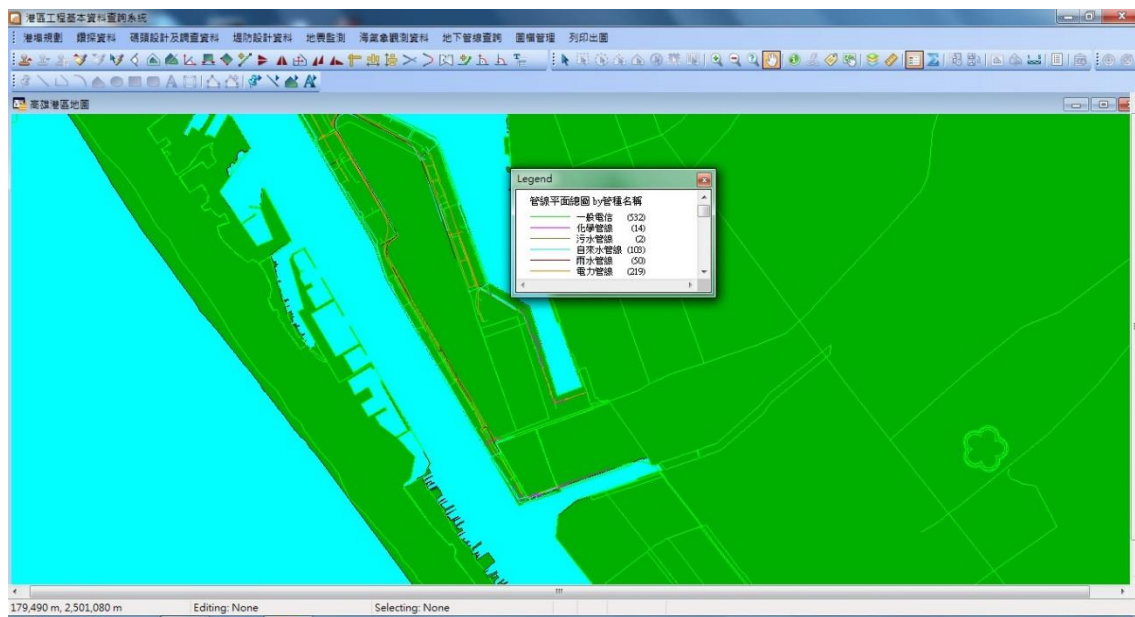 港區工程基本資料查詢系統
港埠規劃 鑽探資料 碼頭設計及調查資料 堤防設計資料 地表監測 海氣象觀測資料 地下管線查詢 圖檔管理 列印出圖
高雄港區地圖
Legend
管線平面總圖 by管種名稱
一般電信 (532)
化學管線 (14)
污水管線 (2)
自來水管線 (103)
雨水管線 (50)
電力管線 (219)
179,490 m, 2,501,080 m Editing: None Selecting: None